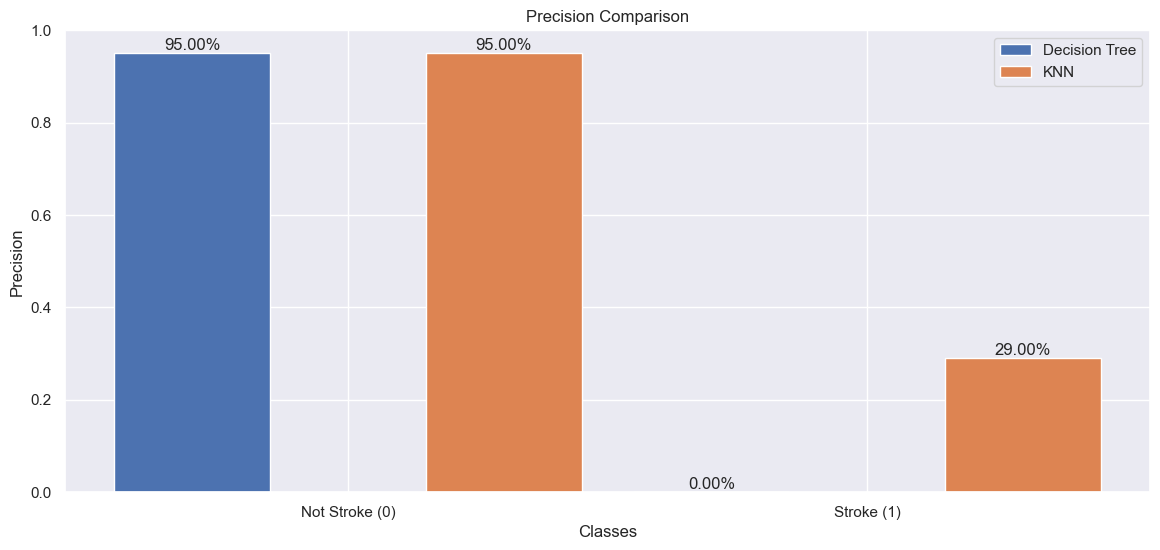 Precision Comparison
Decision Tree
KNN
95.00%
95.00%
0.00%
29.00%
1.0
0.8
0.6
0.4
0.2
0.0
Precision
Not Stroke (0)
Stroke (1)
Classes